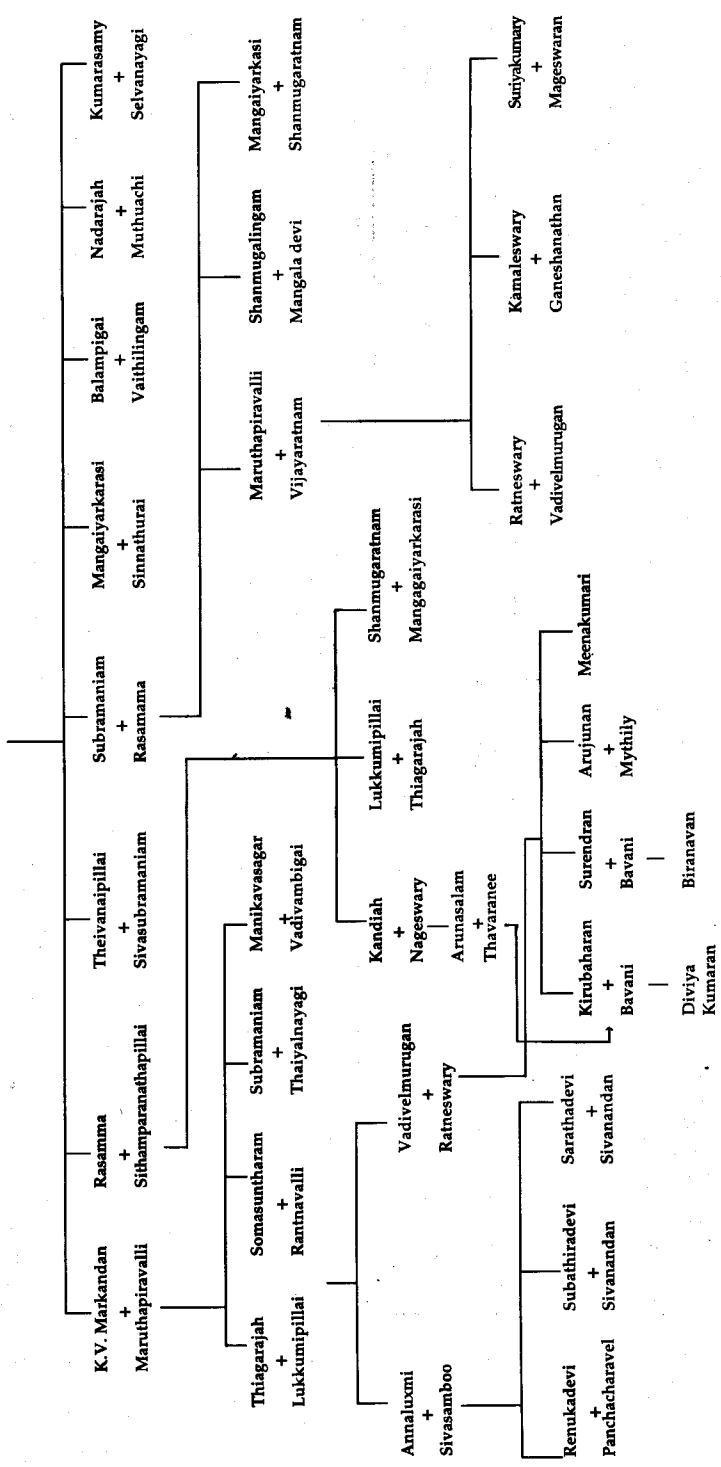 K.V. Markandan
+
Maruthapiravalli
Rasamma
+
Sithamparanathapillai
Theivanaipillai
+
Sivasubramaniam
Subramaniam
+
Rasamama
Mangaiyarkarasi
+
Sinnathurai
Balampigai
+
Vaithilingam
Nadarajah
+
Muthuachi
Kumarasamy
+
Selvanayagi
Thiagarajah
+
Lukkumipillai
Somasuntharam
+
Rantnavalli
Subramaniam
+
Thaiyalnayagi
Manikavasagar
+
Vadivambigai
Maruthapiravalli
+
Vijayaratnam
Shanmugalingam
+
Mangala devi
Mangaiyarkasi
+
Shanmugaratnam
Kandiah
+
Nageswary
Arunasalam
+
Thavaranee
Lukkumipillai
+
Thiagarajah
Shanmugaratnam
+
Mangagaiyarkarasi
Annaluxmi
+
Sivasamboo
Vadivelmurugan
+
Ratneswary
Ratneswary
+
Vadivelmurugan
Kamaleswary
+
Ganeshanathan
Suriyakumary
+
Mageswaran
Renukadevi
+
Panchacharavel
Subathiradevi
+
Sivanandan
Sarathadevi
+
Sivanandan
Kirubaharan
+
Bavani
Diviya
Kumaran
Surendran
+
Bavani
Biranavan
Arujunan
+
Mythily
Meenakumari